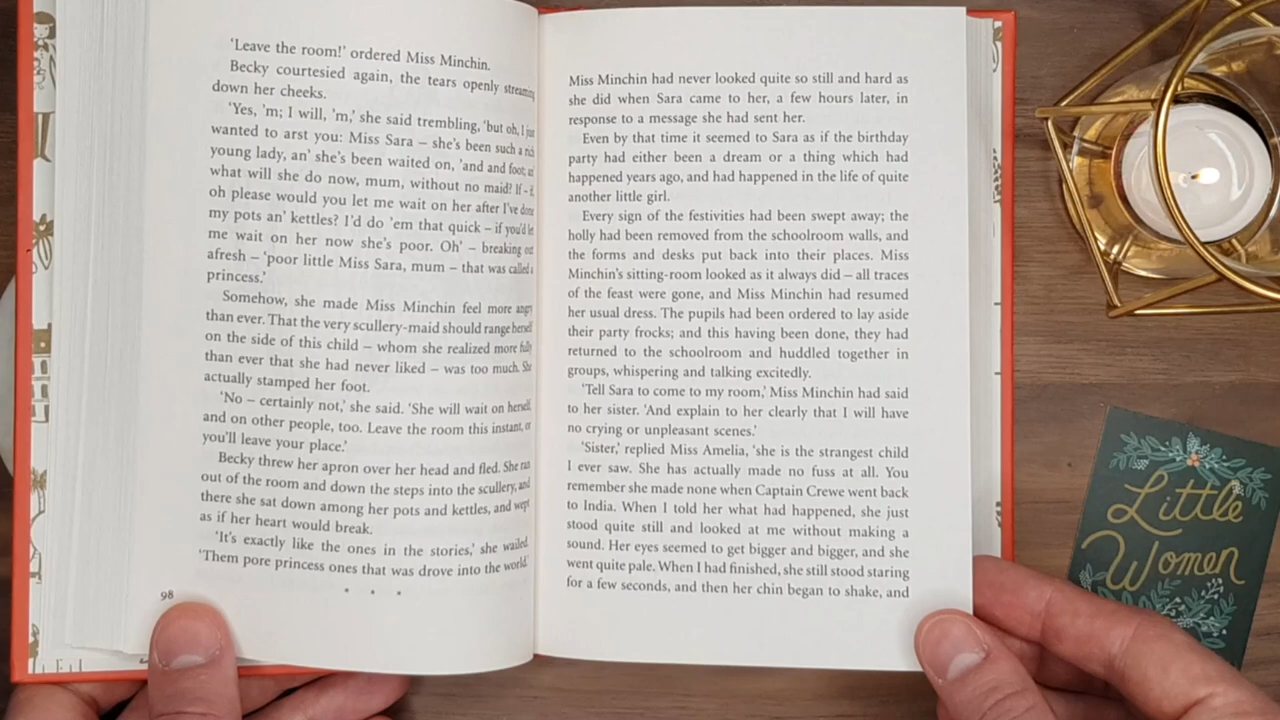 ‘Leave the room!’ ordered Miss Minchin.
Becky courtesied again, the tears openly streaming
down her cheeks.
‘Yes, ’m; I will, ’m,’ she said trembling, ‘but oh, I just
wanted to arst you: Miss Sara – she’s been such a rich
young lady, an’ she’s been waited on, ’and and foot; an’
what will she do now, mum, without no maid? If – if,
oh please would you let me wait on her after I’ve done
my pots an’ kettles? I’d do ’em that quick – if you’d let
me wait on her now she’s poor. Oh’ – breaking out
afresh – ‘poor little Miss Sara, mum – that was called a
princess.’
Somehow, she made Miss Minchin feel more angry
than ever. That the very scullery-maid should range herself
on the side of this child – whom she realized more fully
than ever that she had never liked – was too much. She
actually stamped her foot.
‘No – certainly not,’ she said. ‘She will wait on herself,
and on other people, too. Leave the room this instant, or
you’ll leave your place.’
Becky threw her apron over her head and fled. She ran
out of the room and down the steps into the scullery, and
there she sat down among her pots and kettles, and wept
as if her heart would break.
‘It’s exactly like the ones in the stories,’ she wailed.
‘Them pore princess ones that was drove into the world.’
98
Miss Minchin had never looked quite so still and hard as
she did when Sara came to her, a few hours later, in
response to a message she had sent her.
Even by that time it seemed to Sara as if the birthday
party had either been a dream or a thing which had
happened years ago, and had happened in the life of quite
another little girl.
Every sign of the festivities had been swept away; the
holly had been removed from the schoolroom walls, and
the forms and desks put back into their places. Miss
Minchin’s sitting-room looked as it always did – all traces
of the feast were gone, and Miss Minchin had resumed
her usual dress. The pupils had been ordered to lay aside
their party frocks; and this having been done, they had
returned to the schoolroom and huddled together in
groups, whispering and talking excitedly.
‘Tell Sara to come to my room,’ Miss Minchin had said
to her sister. ‘And explain to her clearly that I will have
no crying or unpleasant scenes.’
‘Sister,’ replied Miss Amelia, ‘she is the strangest child
I ever saw. She has actually made no fuss at all. You
remember she made none when Captain Crewe went back
to India. When I told her what had happened, she just
stood quite still and looked at me without making a
sound. Her eyes seemed to get bigger and bigger, and she
went quite pale. When I had finished, she still stood staring
for a few seconds, and then her chin began to shake, and
Little
Women